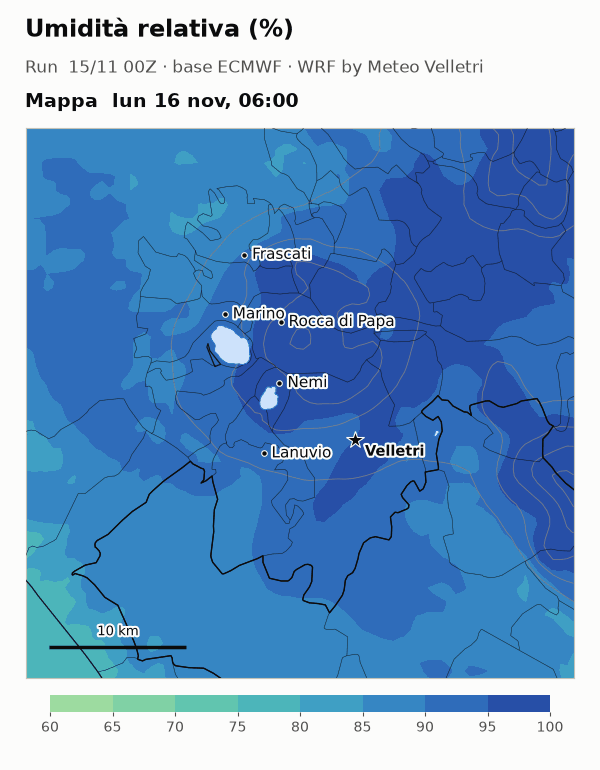 Umidità relativa (%)
Run  15/11 00Z · base ECMWF · WRF by Meteo Velletri
Mappa  lun 16 nov, 06:00
Frascati
Marino
Rocca di Papa
Nemi
Velletri
Lanuvio
10 km
60 65 70 75 80 85 90 95 100